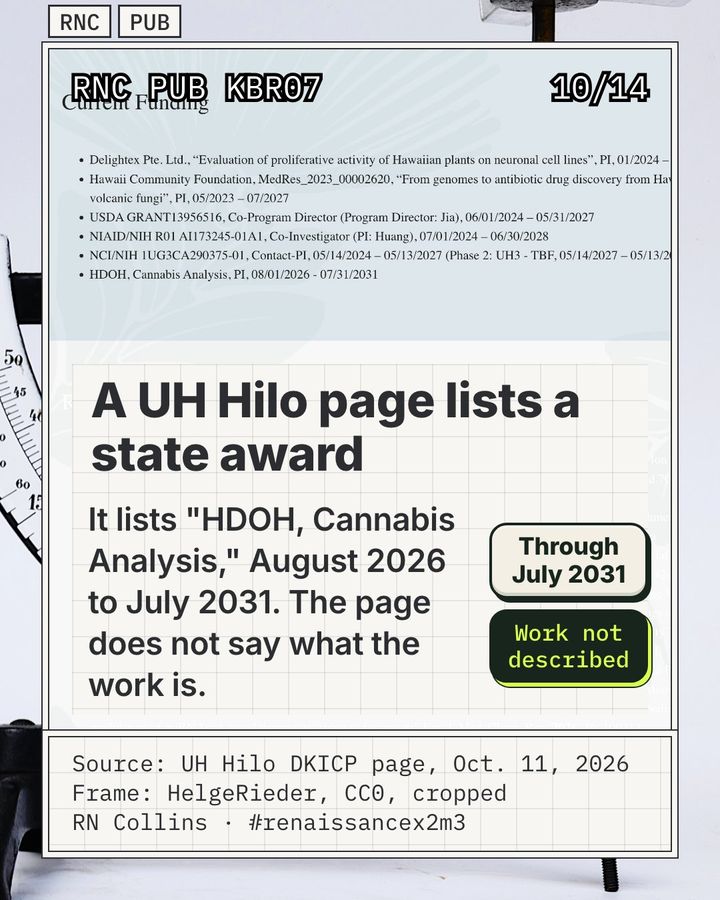 RNC PUB
RNC PUB KBR07 10/14
Current Funding
• Delightex Pte. Ltd., “Evaluation of proliferative activity of Hawaiian plants on neuronal cell lines”, PI, 01/2024 –
• Hawaii Community Foundation, MedRes_2023_00002620, “From genomes to antibiotic drug discovery from Haw
volcanic fungi”, PI, 05/2023 – 07/2027
• USDA GRANT13956516, Co-Program Director (Program Director: Jia), 06/01/2024 – 05/31/2027
• NIAID/NIH R01 AI173245-01A1, Co-Investigator (PI: Huang), 07/01/2024 – 06/30/2028
• NCI/NIH 1UG3CA290375-01, Contact-PI, 05/14/2024 – 05/13/2027 (Phase 2: UH3 - TBF, 05/14/2027 – 05/13/20
• HDOH, Cannabis Analysis, PI, 08/01/2026 - 07/31/2031
A UH Hilo page lists a
state award
It lists "HDOH, Cannabis
Analysis," August 2026
to July 2031. The page
does not say what the
work is.
Through
July 2031
Work not
described
Source: UH Hilo DKICP page, Oct. 11, 2026
Frame: HelgeRieder, CC0, cropped
RN Collins · #renaissancex2m3
50
45
40
60
15